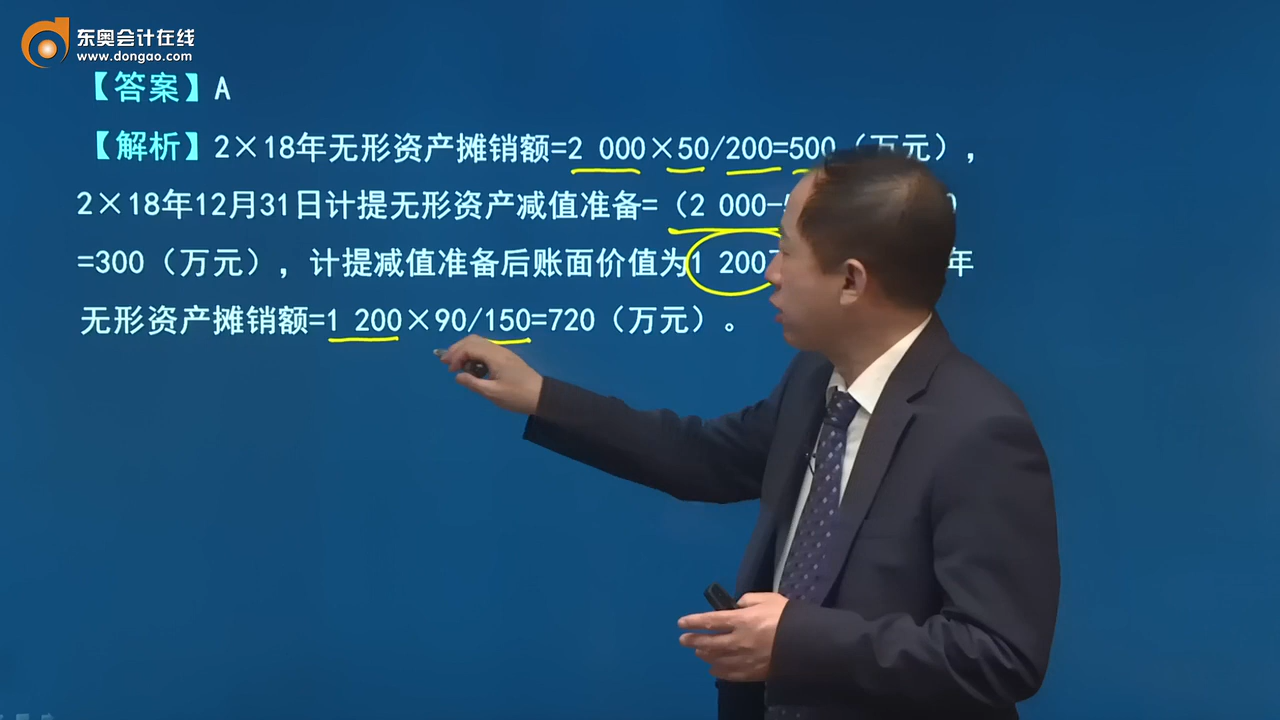 东奥会计在线
www.dongao.com
【答案】A
【解析】2×18年无形资产摊销额=2 000×50/200=500（万元），
2×18年12月31日计提无形资产减值准备=（2 000-
=300（万元），计提减值准备后账面价值为1 200 年
无形资产摊销额=1 200×90/150=720（万元）。